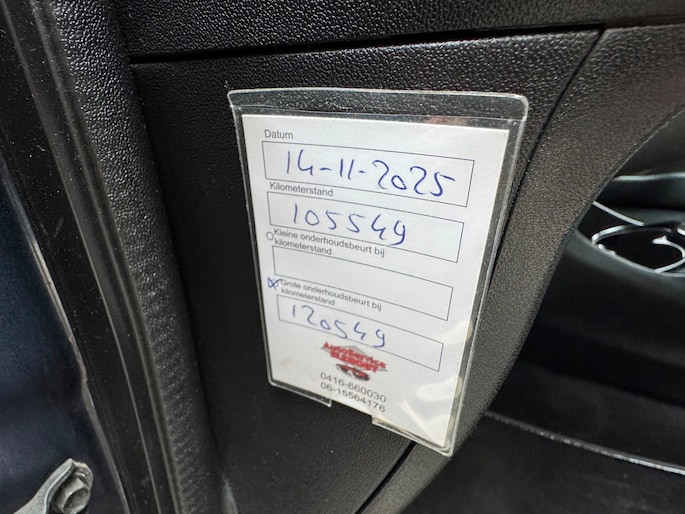 Datum
14-11-2025
Kilometerstand
105549
Kleine onderhoudsbeurt bij
kilometerstand
Grote onderhoudsbeurt bij
kilometerstand
120549
0416-660030
06-15564176